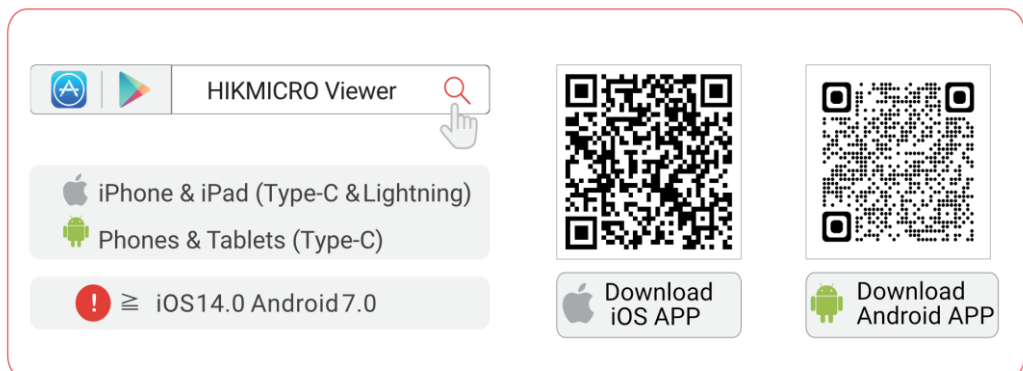 HIKMICRO Viewer
iPhone & iPad (Type-C &Lightning)
Phones & Tablets (Type-C)
! ≧ iOS14.0 Android7.0
Download
iOS APP
Download
Android APP